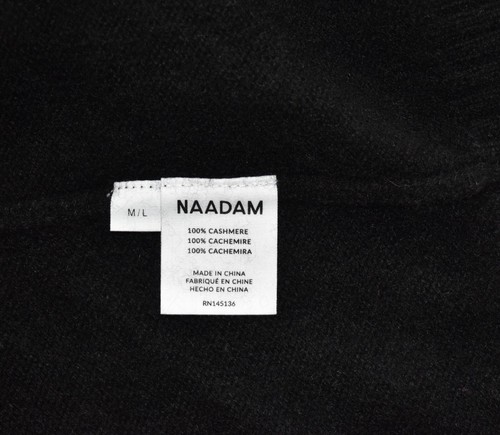 M/L
NAADAM
100% CASHMERE
100% CACHEMIRE
100% CACHEMIRA
MADE IN CHINA
FABRIQUÉ EN CHINE
HECHO EN CHINA
RN145136